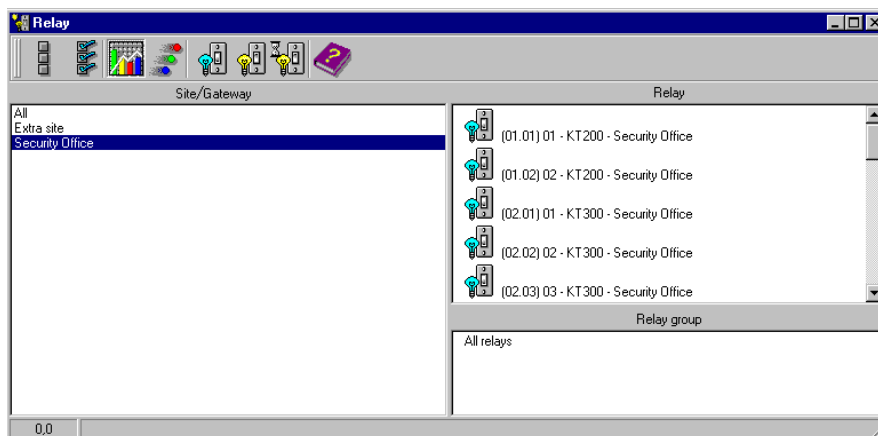 Relay
Site/Gateway
All
Extra site
Security Office
Relay
(01.01) 01 - KT200 - Security Office
(01.02) 02 - KT200 - Security Office
(02.01) 01 - KT300 - Security Office
(02.02) 02 - KT300 - Security Office
(02.03) 03 - KT300 - Security Office
Relay group
All relays
0,0